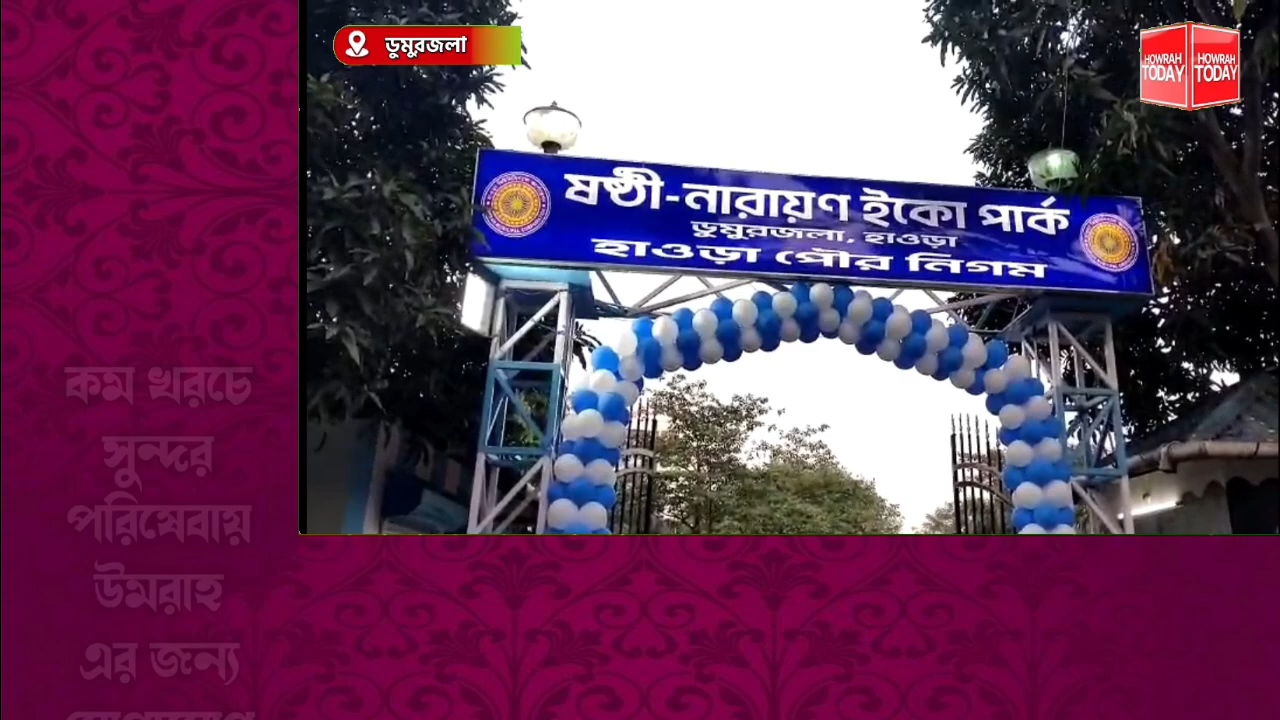 ডুমুরজলা
HOWRAH TODAY
HOWRAH TODAY
ষষ্ঠী-নারায়ণ ইকো পার্ক
ডুমুরজলা, হাওড়া
হাওড়া পৌর নিগম
কম খরচে
সুন্দর
পরিষেবায়
উমরাহ
এর জন্য